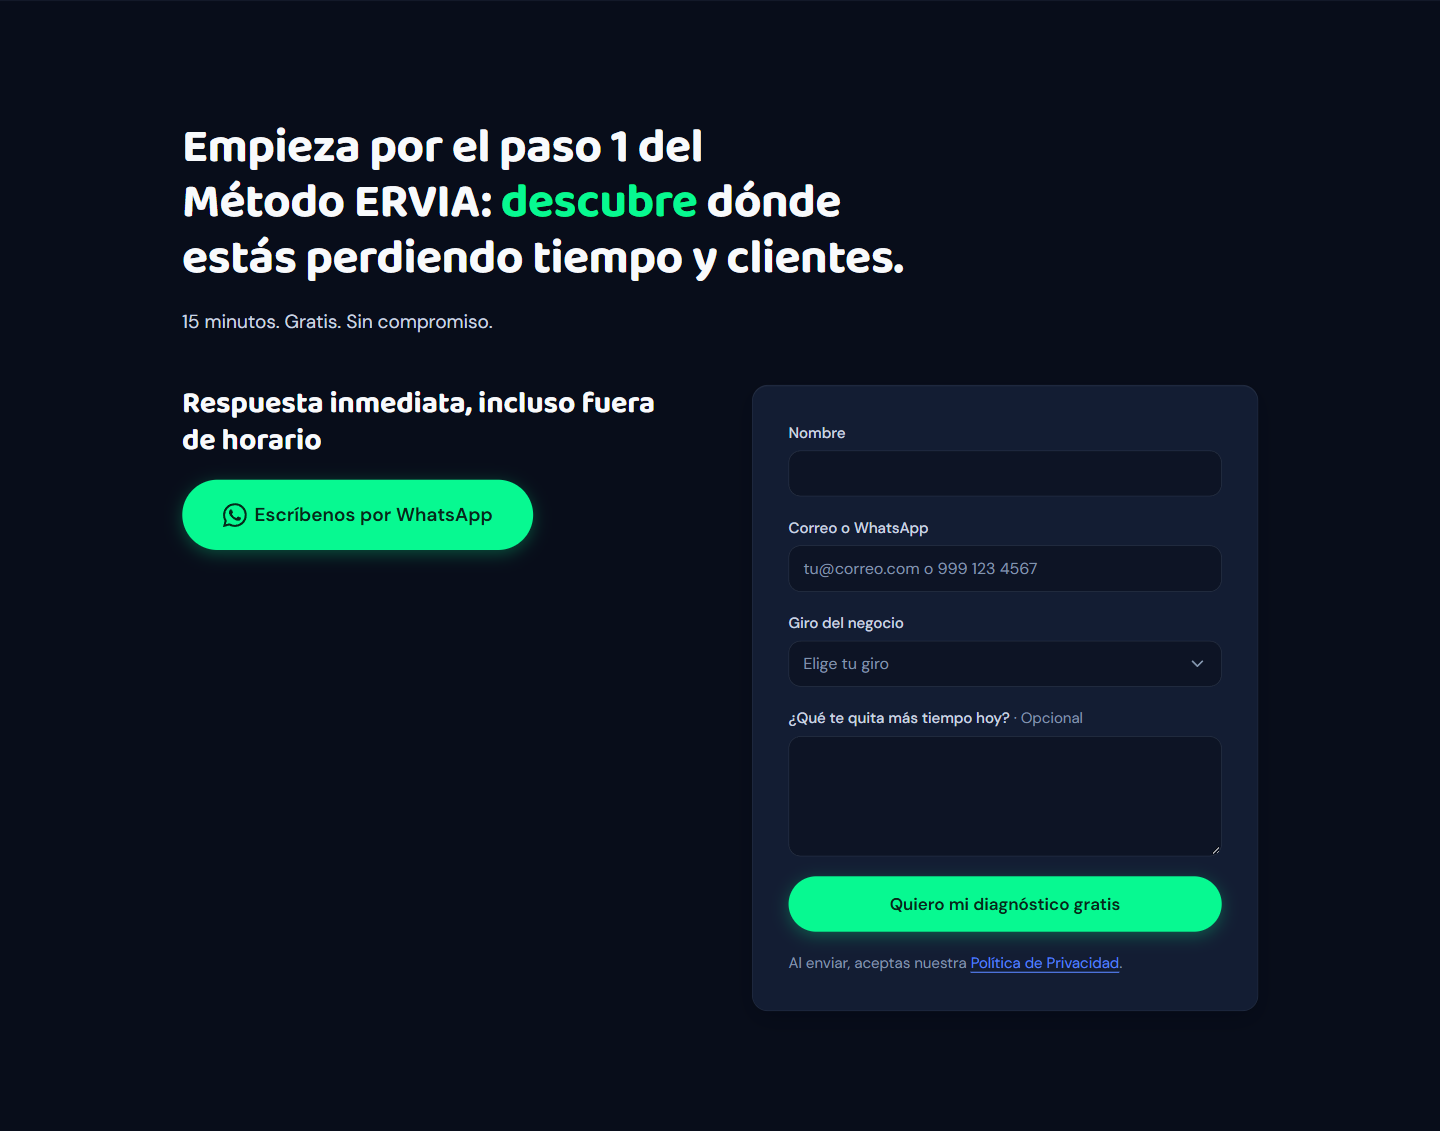 Empieza por el paso 1 del
Método ERVIA: descubre dónde
estás perdiendo tiempo y clientes.
15 minutos. Gratis. Sin compromiso.
Respuesta inmediata, incluso fuera
de horario
Escríbenos por WhatsApp
Nombre
Correo o WhatsApp
tu@correo.com o 999 123 4567
Giro del negocio
Elige tu giro
¿Qué te quita más tiempo hoy? · Opcional
Quiero mi diagnóstico gratis
Al enviar, aceptas nuestra Política de Privacidad.